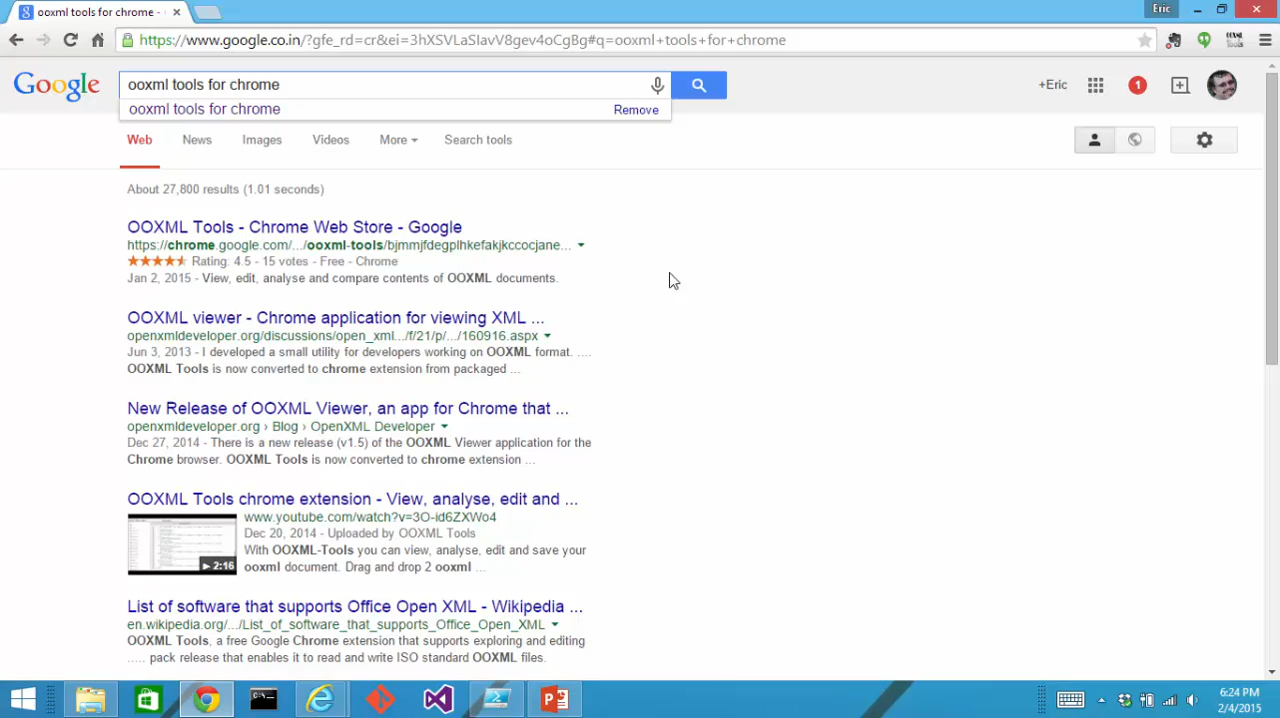 ooxml tools for chrome -
Eric
https://www.google.co.in/?gfe_rd=cr&ei=3hXSVLaSIavV8gev4oCgBg#q=ooxml+tools+for+chrome
Google
ooxml tools for chrome
+Eric
1
ooxml tools for chrome
Remove
Web
News
Images
Videos
More
Search tools
About 27,800 results (1.01 seconds)
OOXML Tools - Chrome Web Store - Google
https://chrome.google.com/.../ooxml-tools/bjmmjfdegplhkefakjkccocjane...
Rating: 4.5 - 15 votes - Free - Chrome
Jan 2, 2015 - View, edit, analyse and compare contents of OOXML documents.
OOXML viewer - Chrome application for viewing XML ...
openxmldeveloper.org/discussions/open_xml.../f/21/p/.../160916.aspx
Jun 3, 2013 - I developed a small utility for developers working on OOXML format. ....
OOXML Tools is now converted to chrome extension from packaged ...
New Release of OOXML Viewer, an app for Chrome that ...
openxmldeveloper.org › Blog › OpenXML Developer
Dec 27, 2014 - There is a new release (v1.5) of the OOXML Viewer application for the
Chrome browser. OOXML Tools is now converted to chrome extension ...
OOXML Tools chrome extension - View, analyse, edit and ...
www.youtube.com/watch?v=3O-id6ZXWo4
Dec 20, 2014 - Uploaded by OOXML Tools
With OOXML-Tools you can view, analyse, edit and save your
2:16
ooxml document. Drag and drop 2 ooxml ...
List of software that supports Office Open XML - Wikipedia ...
en.wikipedia.org/.../List_of_software_that_supports_Office_Open_XML
OOXML Tools, a free Google Chrome extension that supports exploring and editing
..... pack release that enables it to read and write ISO standard OOXML files.
6:24 PM
2/4/2015